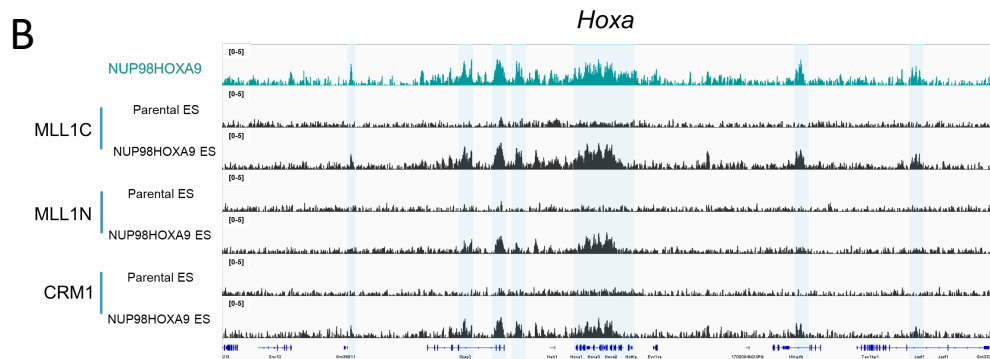 B
Hoxa
[0-5]
NUP98HOXA9
[0-5]
Parental ES
MLL1C
[0-5]
NUP98HOXA9 ES
[0-5]
Parental ES
MLL1N
[0-5]
NUP98HOXA9 ES
[0-5]
Parental ES
CRM1
[0-5]
NUP98HOXA9 ES
Skap2 Halr1 Hoxa1 Hoxa3 Evx1os Hibadh Tax1bp1 Jazf1 Jazf1